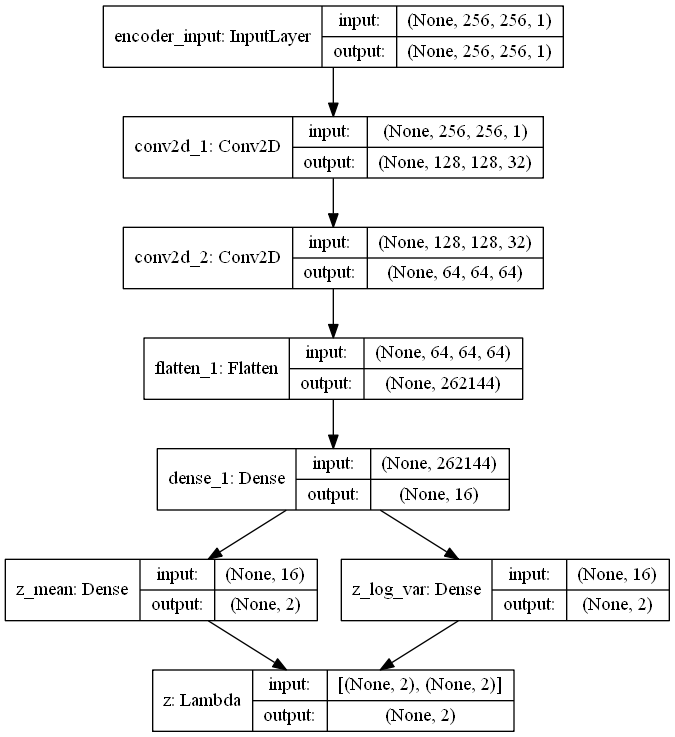 encoder_input: InputLayer
input: (None, 256, 256, 1)
output: (None, 256, 256, 1)
conv2d_1: Conv2D
input: (None, 256, 256, 1)
output: (None, 128, 128, 32)
conv2d_2: Conv2D
input: (None, 128, 128, 32)
output: (None, 64, 64, 64)
flatten_1: Flatten
input: (None, 64, 64, 64)
output: (None, 262144)
dense_1: Dense
input: (None, 262144)
output: (None, 16)
z_mean: Dense
input: (None, 16)
output: (None, 2)
z_log_var: Dense
input: (None, 16)
output: (None, 2)
z: Lambda
input: [(None, 2), (None, 2)]
output: (None, 2)